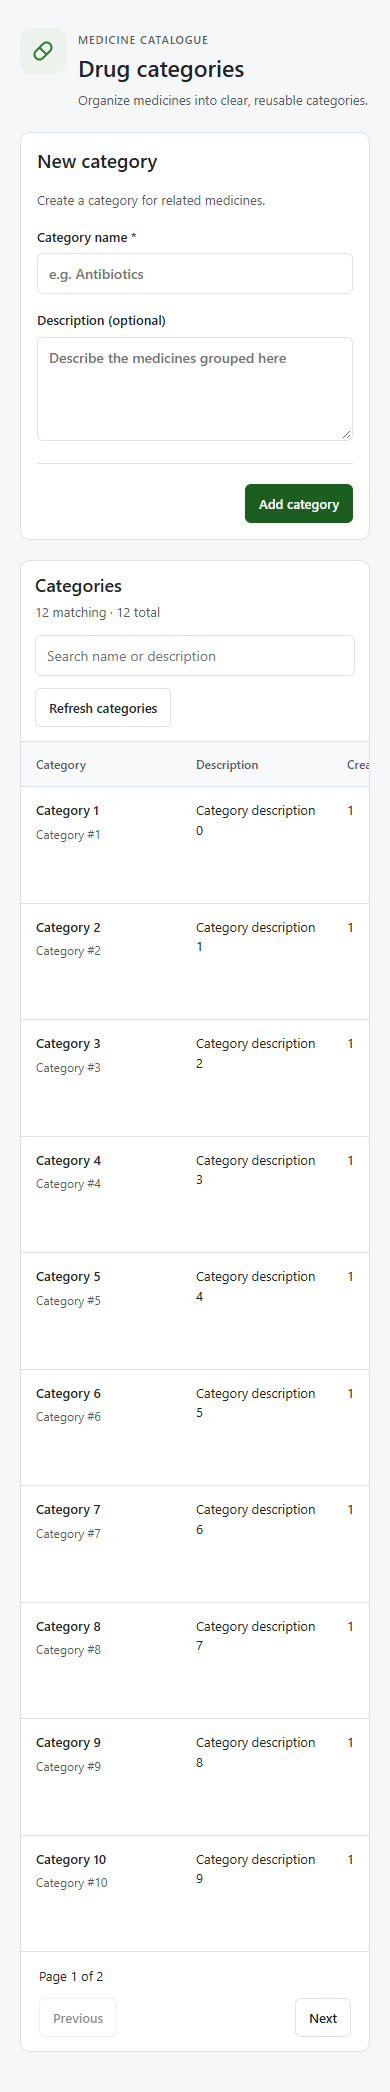 MEDICINE CATALOGUE
Drug categories
Organize medicines into clear, reusable categories.
New category
Create a category for related medicines.
Category name *
e.g. Antibiotics
Description (optional)
Describe the medicines grouped here
Add category
Categories
12 matching · 12 total
Search name or description
Refresh categories
Category Description Crea
Category 1 Category description 1
Category #1 0
Category 2 Category description 1
Category #2 1
Category 3 Category description 1
Category #3 2
Category 4 Category description 1
Category #4 3
Category 5 Category description 1
Category #5 4
Category 6 Category description 1
Category #6 5
Category 7 Category description 1
Category #7 6
Category 8 Category description 1
Category #8 7
Category 9 Category description 1
Category #9 8
Category 10 Category description 1
Category #10 9
Page 1 of 2
Previous Next